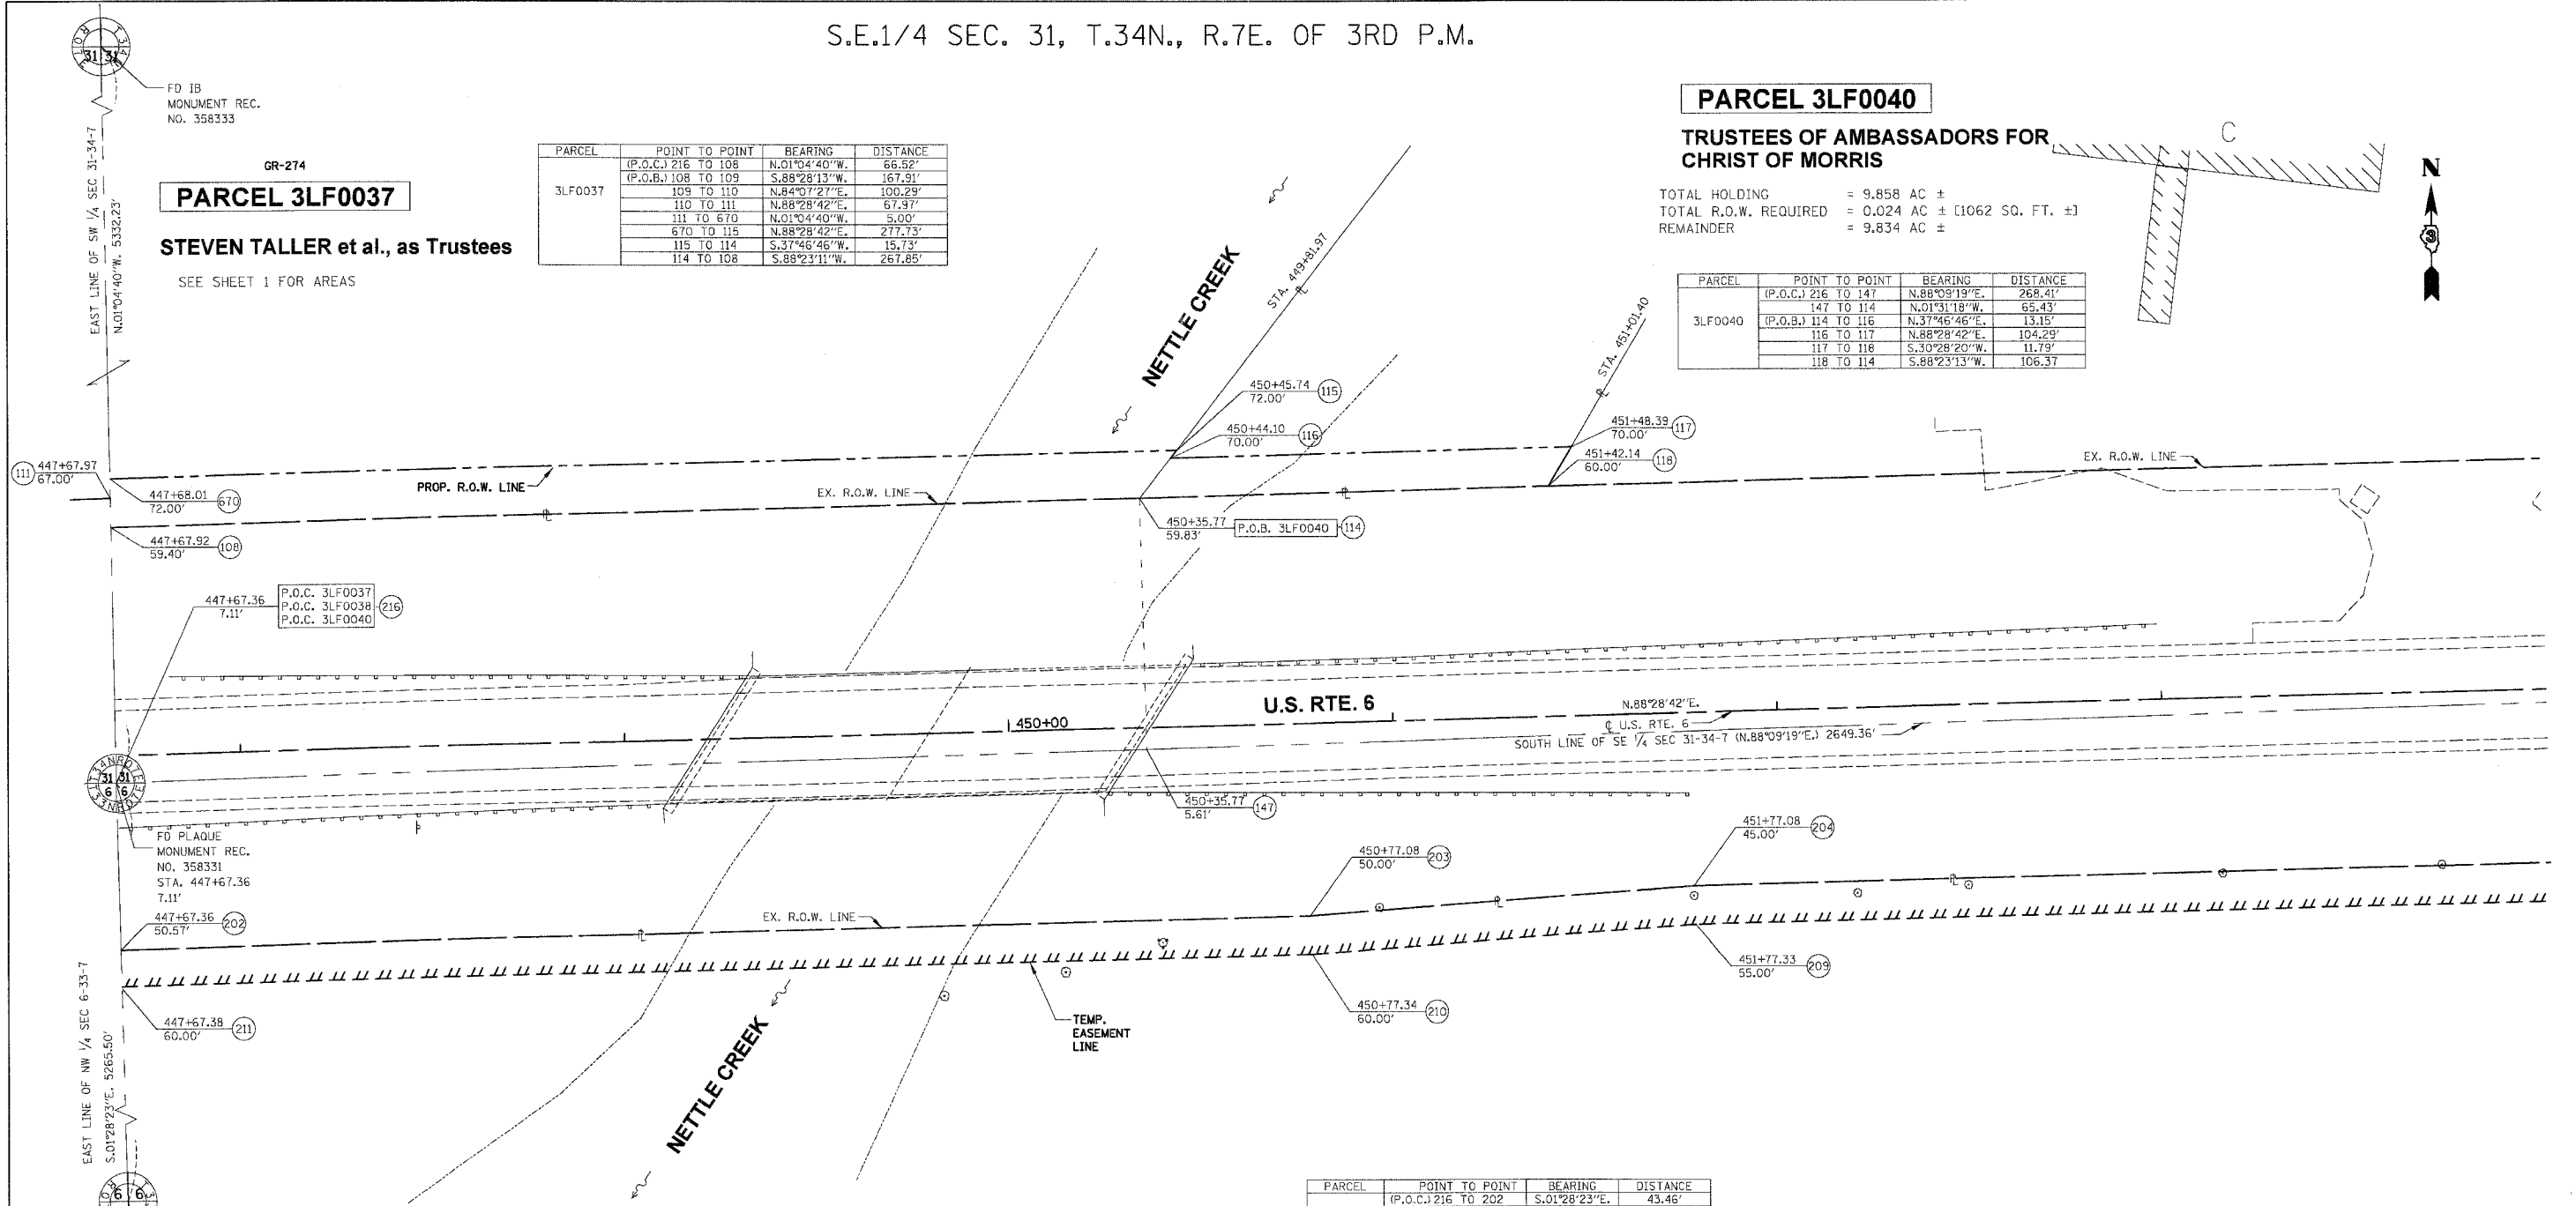 S.E.1/4 SEC. 31, T.34N., R.7E. OF 3RD P.M.
31 31
FD IB
MONUMENT REC.
NO. 358333
EAST LINE OF SW 1/4 SEC 31-34-7
N.01°04'40"W. 5332.23'
GR-274
PARCEL 3LF0037
STEVEN TALLER et al., as Trustees
SEE SHEET 1 FOR AREAS
PARCEL POINT TO POINT BEARING DISTANCE
(P.O.C.) 216 TO 108 N.01°04'40"W. 66.52'
(P.O.B.) 108 TO 109 S.88°28'13"W. 167.91'
3LF0037 109 TO 110 N.84°07'27"E. 100.29'
110 TO 111 N.88°28'42"E. 67.97'
111 TO 670 N.01°04'40"W. 5.00'
670 TO 115 N.88°28'42"E. 277.73'
115 TO 114 S.37°46'46"W. 15.73'
114 TO 108 S.88°23'11"W. 267.85'
PARCEL 3LF0040
TRUSTEES OF AMBASSADORS FOR
CHRIST OF MORRIS
TOTAL HOLDING = 9.858 AC ±
TOTAL R.O.W. REQUIRED = 0.024 AC ± [1062 SQ. FT. ±]
REMAINDER = 9.834 AC ±
PARCEL POINT TO POINT BEARING DISTANCE
(P.O.C.) 216 TO 147 N.88°09'19"E. 268.41'
147 TO 114 N.01°31'18"W. 65.43'
3LF0040 (P.O.B.) 114 TO 116 N.37°46'46"E. 13.15'
116 TO 117 N.88°28'42"E. 104.29'
117 TO 118 S.30°28'20"W. 11.79'
118 TO 114 S.88°23'13"W. 106.37
C
N
3
NETTLE CREEK
STA. 449+81.97
STA. 451+01.40
450+45.74
72.00'
115
450+44.10
70.00'
116
451+48.39
70.00'
117
451+42.14
60.00'
118
111
447+67.97
67.00'
447+68.01
72.00'
670
PROP. R.O.W. LINE
EX. R.O.W. LINE
EX. R.O.W. LINE
447+67.92
59.40'
108
450+35.77
59.83'
P.O.B. 3LF0040
114
447+67.36
7.11'
P.O.C. 3LF0037
P.O.C. 3LF0038
P.O.C. 3LF0040
216
U.S. RTE. 6
450+00
N.88°28'42"E.
℄ U.S. RTE. 6
SOUTH LINE OF SE 1/4 SEC 31-34-7 (N.88°09'19"E.) 2649.36'
T34N R07E
31 31
6 6
T33N R07E
FD PLAQUE
MONUMENT REC.
NO. 358331
STA. 447+67.36
7.11'
450+35.77
5.61'
147
451+77.08
45.00'
204
450+77.08
50.00'
203
447+67.36
50.57'
202
EX. R.O.W. LINE
451+77.33
55.00'
209
450+77.34
60.00'
210
447+67.38
60.00'
211
TEMP.
EASEMENT
LINE
NETTLE CREEK
EAST LINE OF NW 1/4 SEC 6-33-7
S.01°28'23"E. 5265.50'
6 6
PARCEL POINT TO POINT BEARING DISTANCE
(P.O.C.) 216 TO 202 S.01°28'23"E. 43.46'